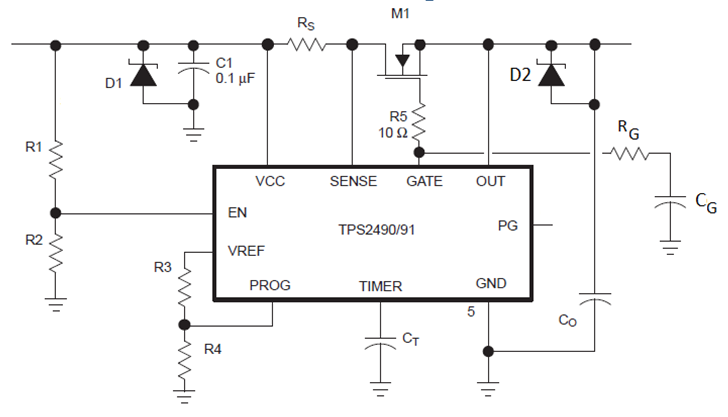 M1
RS
C1
0.1 µF
D1
D2
R5
10 Ω
RG
R1
CG
VCC
SENSE
GATE
OUT
EN
TPS2490/91
PG
R2
VREF
R3
PROG
TIMER
GND
5
CO
CT
R4